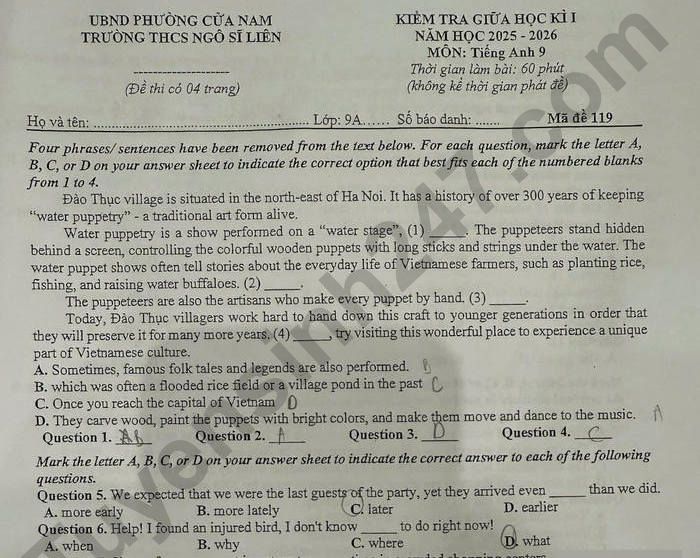 UBND PHƯỜNG CỬA NAM
TRƯỜNG THCS NGÔ SĨ LIÊN
(Đề thi có 04 trang)
KIỂM TRA GIỮA HỌC KÌ I
NĂM HỌC 2025 - 2026
MÔN: Tiếng Anh 9
Thời gian làm bài: 60 phút
(không kể thời gian phát đề)
Họ và tên: ............................................................ Lớp: 9A...... Số báo danh: ....... Mã đề 119
Four phrases/ sentences have been removed from the text below. For each question, mark the letter A,
B, C, or D on your answer sheet to indicate the correct option that best fits each of the numbered blanks
from 1 to 4.
Đào Thục village is situated in the north-east of Ha Noi. It has a history of over 300 years of keeping
“water puppetry” - a traditional art form alive.
Water puppetry is a show performed on a “water stage”, (1) _____. The puppeteers stand hidden
behind a screen, controlling the colorful wooden puppets with long sticks and strings under the water. The
water puppet shows often tell stories about the everyday life of Vietnamese farmers, such as planting rice,
fishing, and raising water buffaloes. (2) _____.
The puppeteers are also the artisans who make every puppet by hand. (3) _____.
Today, Đào Thục villagers work hard to hand down this craft to younger generations in order that
they will preserve it for many more years. (4) _____, try visiting this wonderful place to experience a unique
part of Vietnamese culture.
A. Sometimes, famous folk tales and legends are also performed.
B. which was often a flooded rice field or a village pond in the past C
C. Once you reach the capital of Vietnam D
D. They carve wood, paint the puppets with bright colors, and make them move and dance to the music. A
Question 1. B Question 2. A Question 3. D Question 4. C
Mark the letter A, B, C, or D on your answer sheet to indicate the correct answer to each of the following
questions.
Question 5. We expected that we were the last guests of the party, yet they arrived even _____ than we did.
A. more early B. more lately C. later D. earlier
Question 6. Help! I found an injured bird, I don't know _____ to do right now!
A. when B. why C. where D. what
Tuyensinh247.com